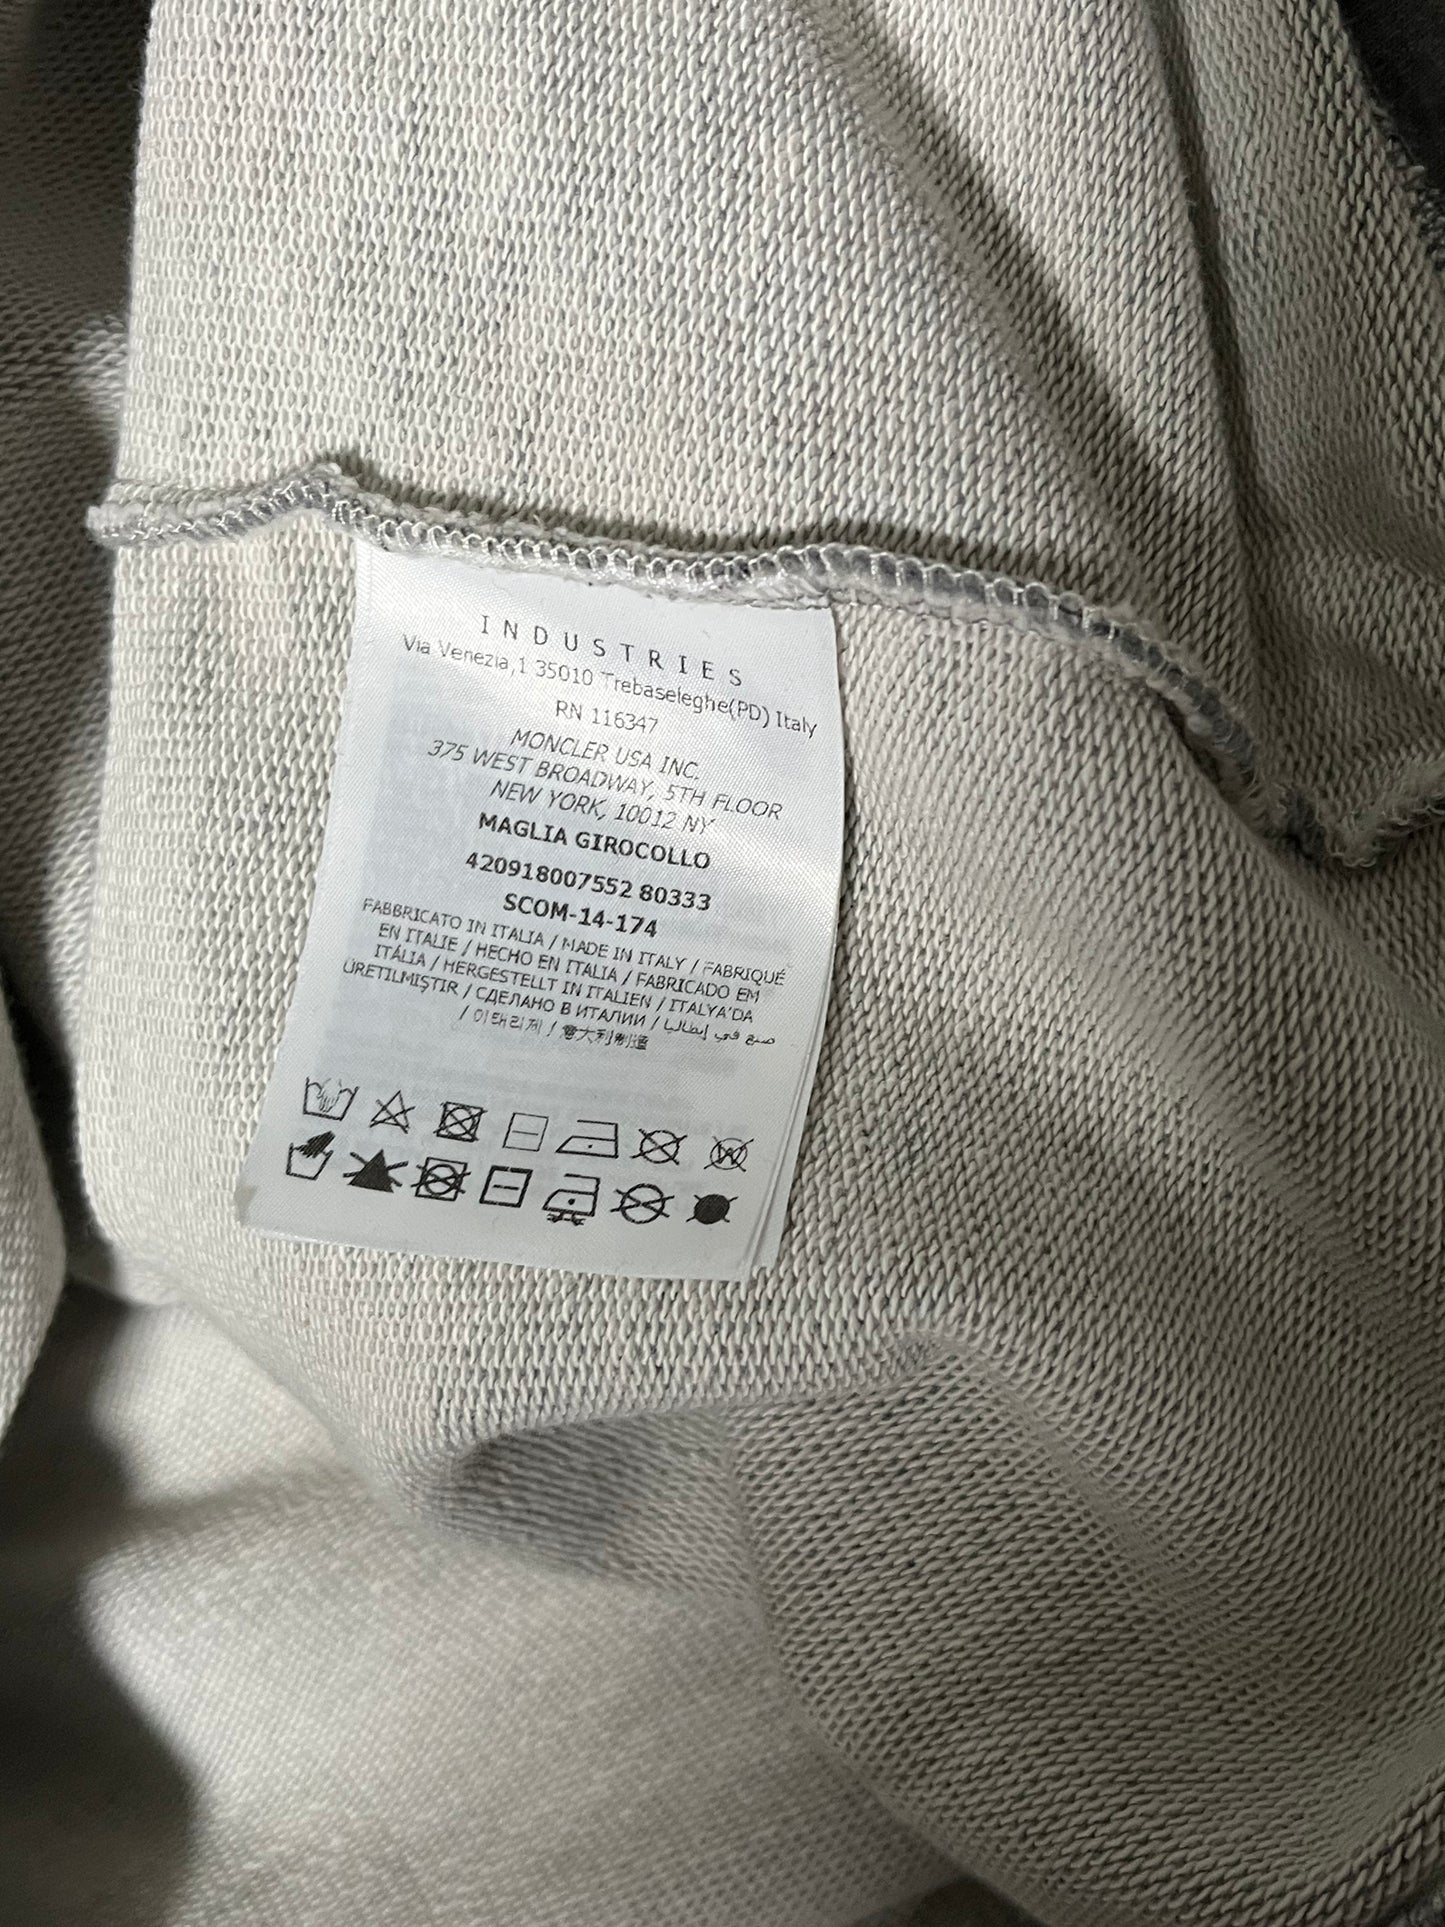 INDUSTRIES
Via Venezia,1 35010 Trebaseleghe(PD) Italy
RN 116347
MONCLER USA INC.
375 WEST BROADWAY, 5TH FLOOR
NEW YORK, 10012 NY
MAGLIA GIROCOLLO
420918007552 80333
SCOM-14-174
FABBRICATO IN ITALIA / MADE IN ITALY / FABRIQUÉ
EN ITALIE / HECHO EN ITALIA / FABRICADO EM
ITÁLIA / HERGESTELLT IN ITALIEN / ITALYA'DA
ÜRETILMIŞTIR / СДЕЛАНО В ИТАЛИИ / صنع في إيطاليا
/ 이태리제 / 意大利制造
W